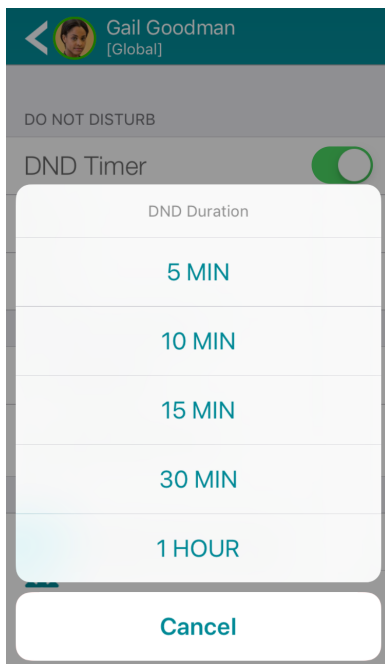 Gail Goodman
[Global]
DO NOT DISTURB
DND Timer
DND Duration
5 MIN
10 MIN
15 MIN
30 MIN
1 HOUR
Cancel